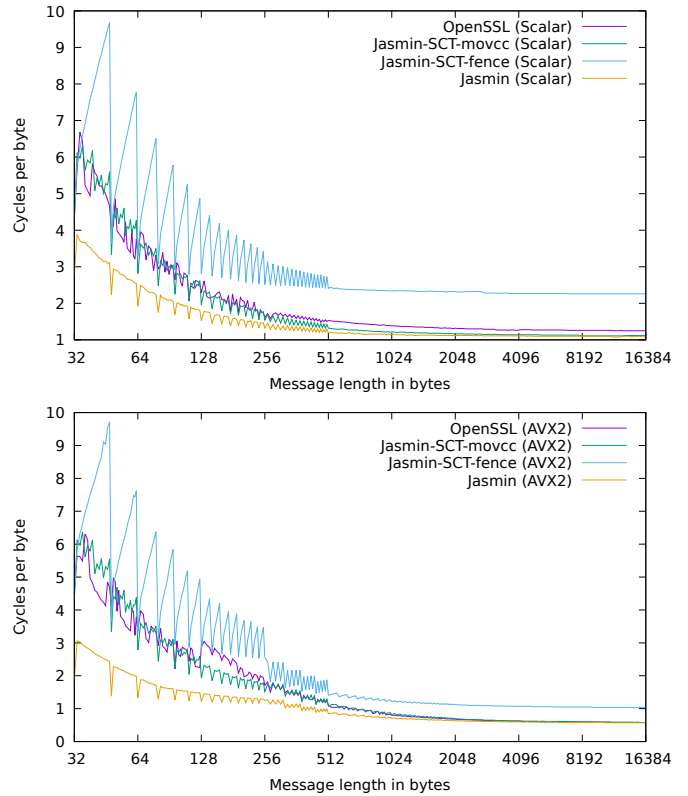 OpenSSL (Scalar)
Jasmin-SCT-movcc (Scalar)
Jasmin-SCT-fence (Scalar)
Jasmin (Scalar)
Cycles per byte
10
9
8
7
6
5
4
3
2
1
32 64 128 256 512 1024 2048 4096 8192 16384
Message length in bytes
OpenSSL (AVX2)
Jasmin-SCT-movcc (AVX2)
Jasmin-SCT-fence (AVX2)
Jasmin (AVX2)
Cycles per byte
10
9
8
7
6
5
4
3
2
1
0
32 64 128 256 512 1024 2048 4096 8192 16384
Message length in bytes